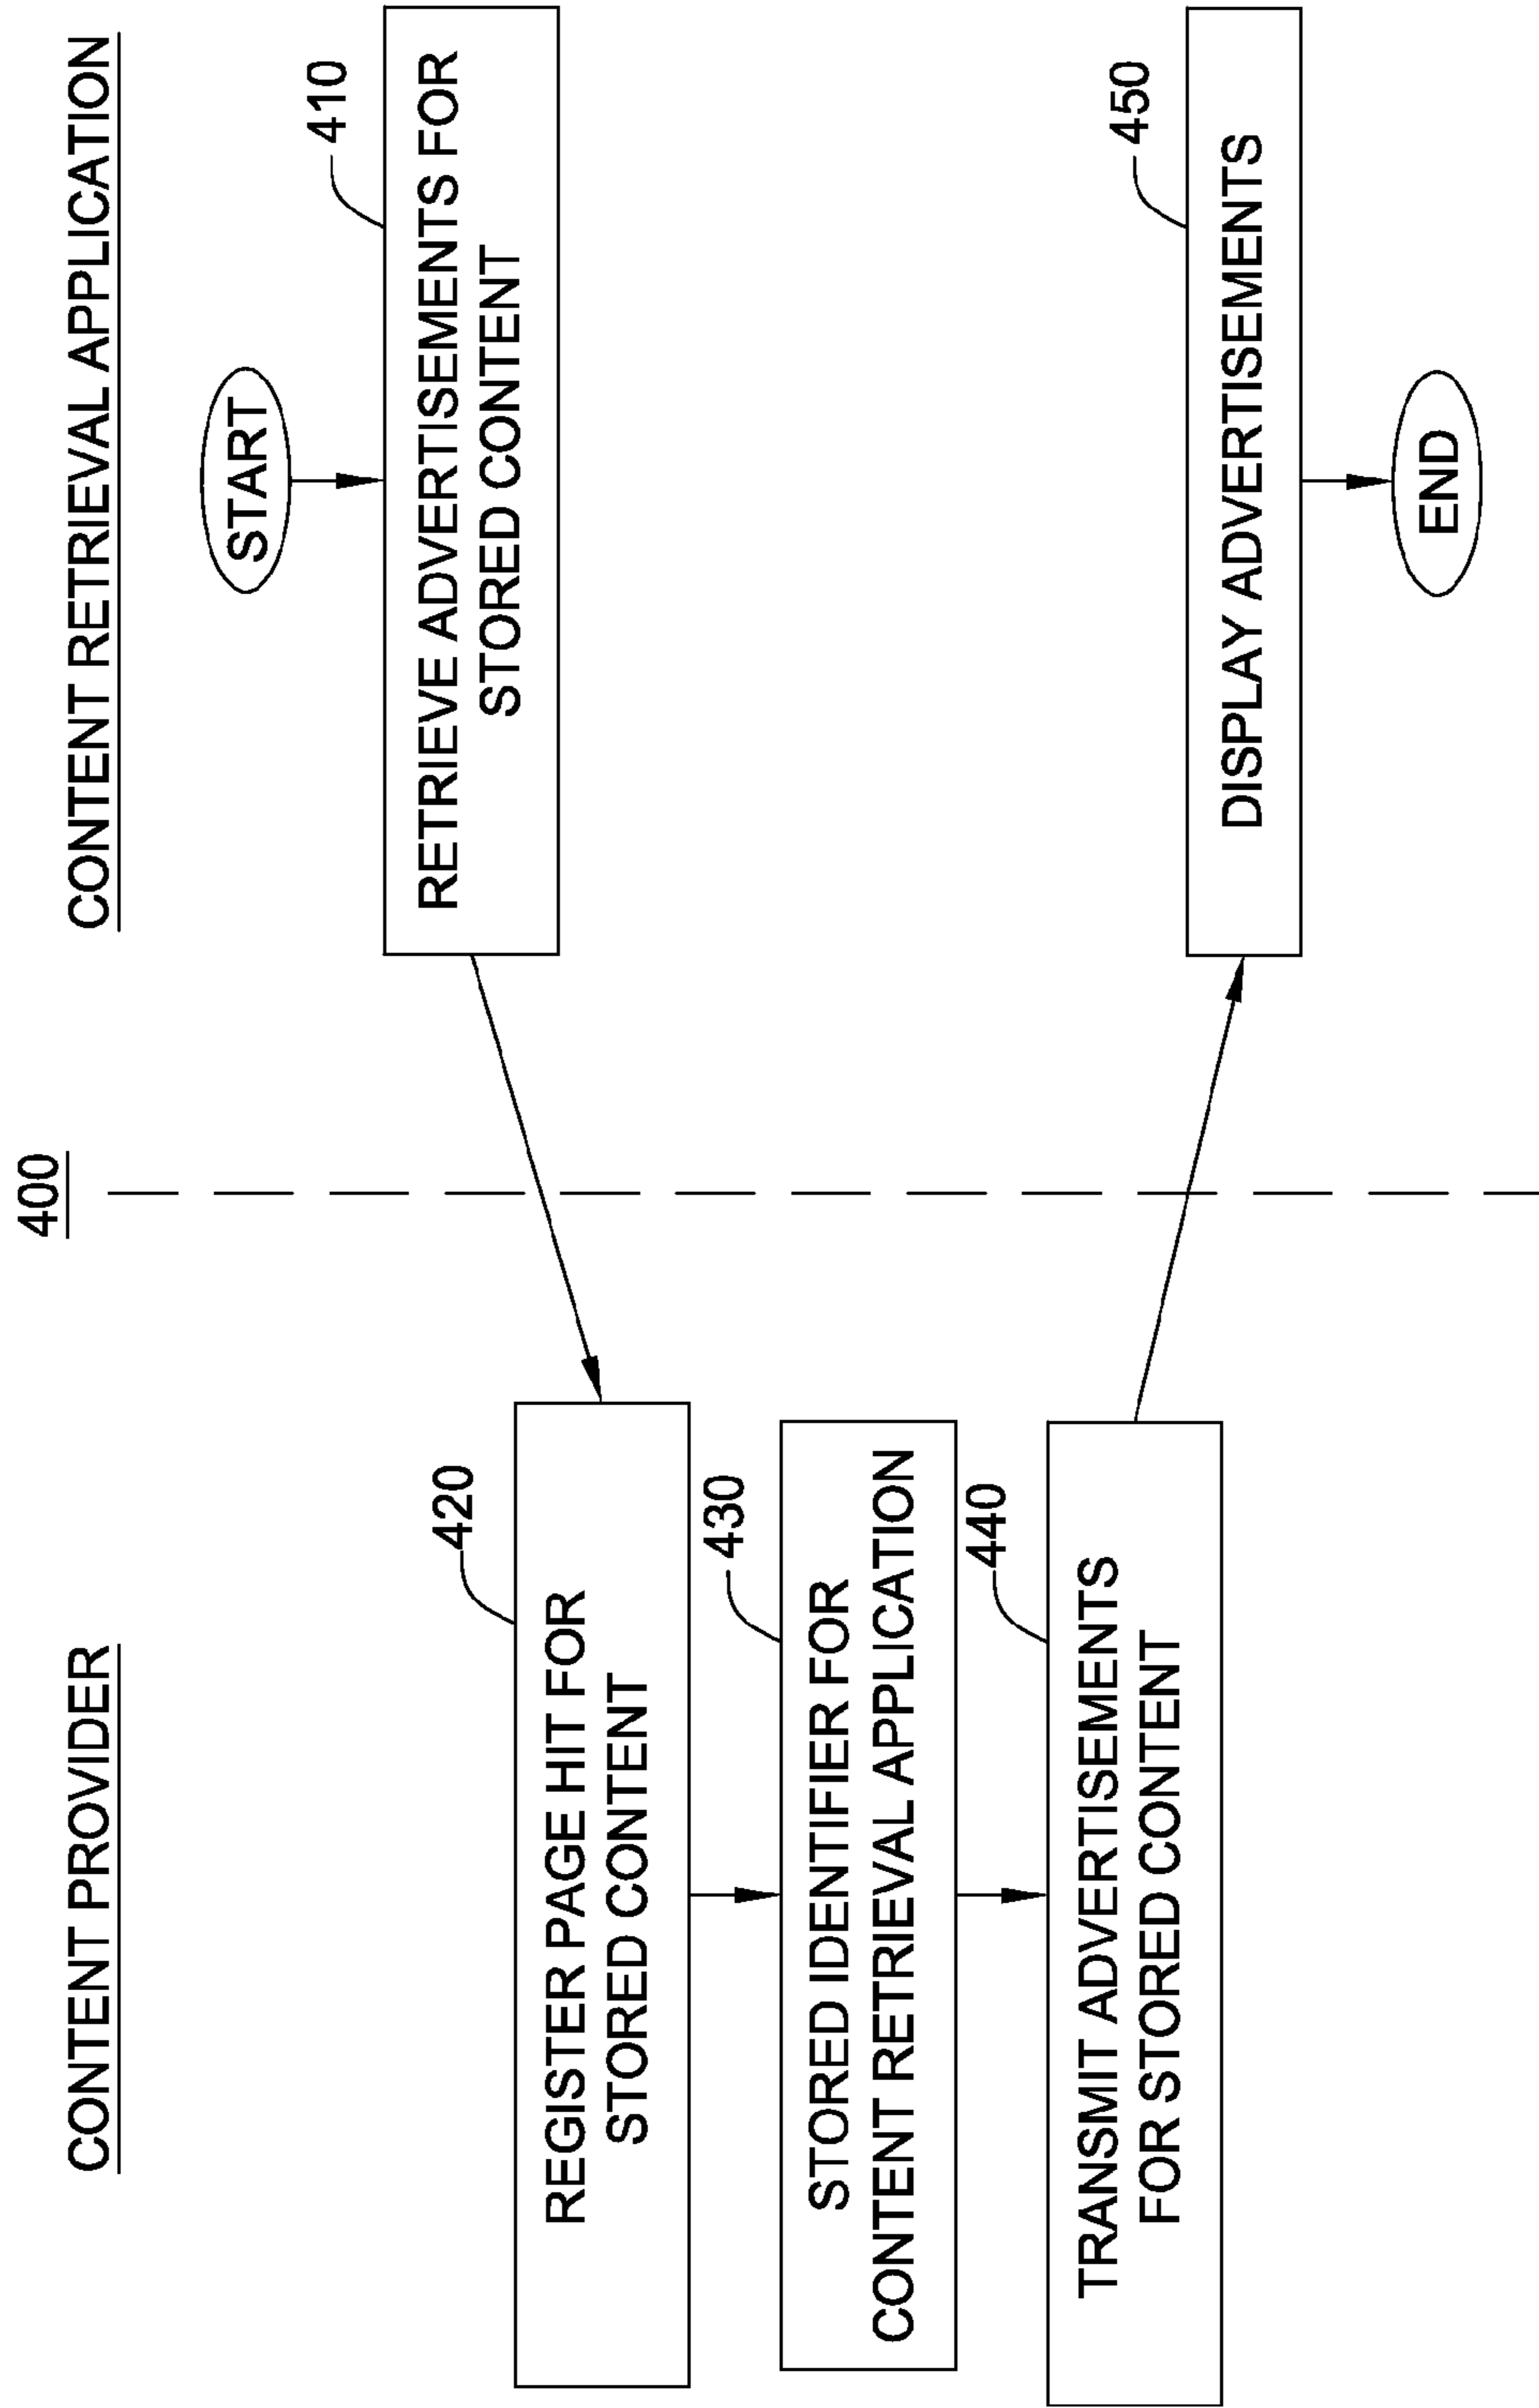 400
CONTENT PROVIDER
CONTENT RETRIEVAL APPLICATION
START
410
RETRIEVE ADVERTISEMENTS FOR
STORED CONTENT
420
REGISTER PAGE HIT FOR
STORED CONTENT
430
STORED IDENTIFIER FOR
CONTENT RETRIEVAL APPLICATION
440
TRANSMIT ADVERTISEMENTS
FOR STORED CONTENT
450
DISPLAY ADVERTISEMENTS
END